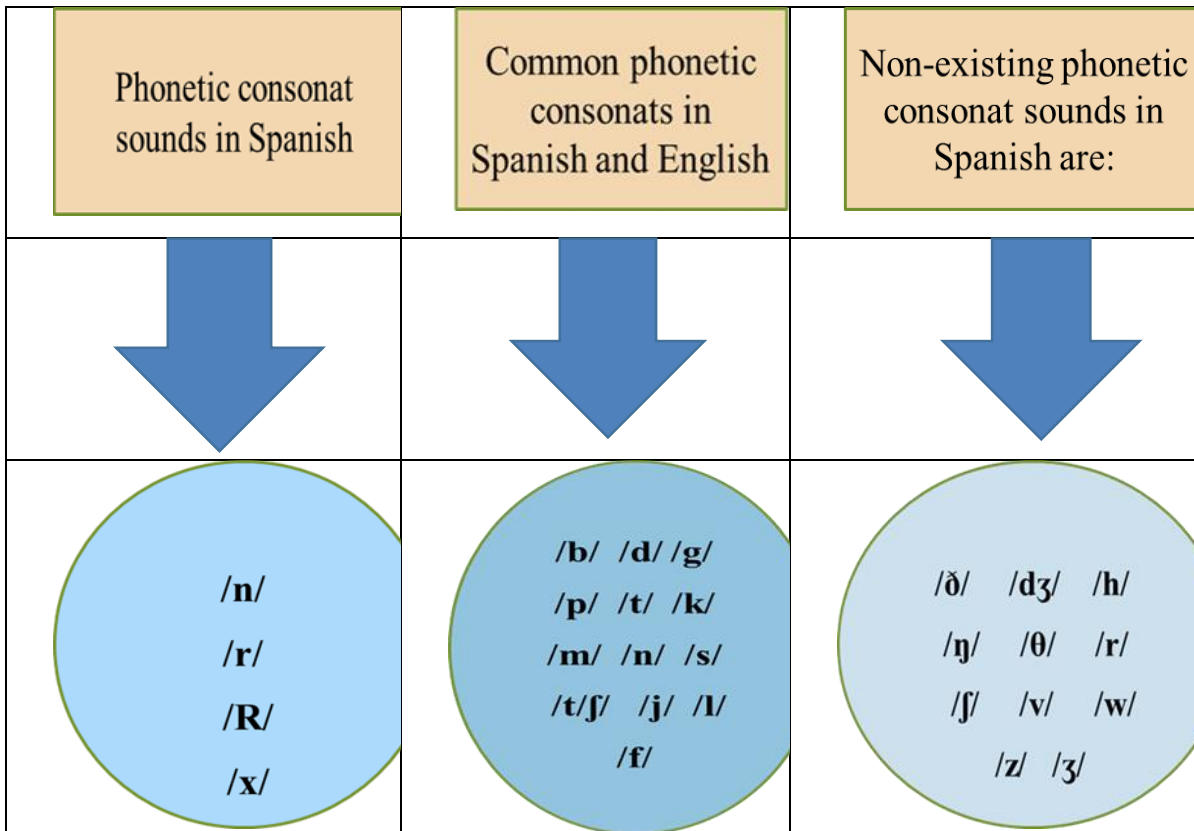 Phonetic consonat
sounds in Spanish
Common phonetic
consonats in
Spanish and English
Non-existing phonetic
consonat sounds in
Spanish are:
/n/
/r/
/R/
/x/
/b/ /d/ /g/
/p/ /t/ /k/
/m/ /n/ /s/
/t/ʃ/ /j/ /l/
/f/
/ð/ /dʒ/ /h/
/ŋ/ /θ/ /r/
/ʃ/ /v/ /w/
/z/ /ʒ/